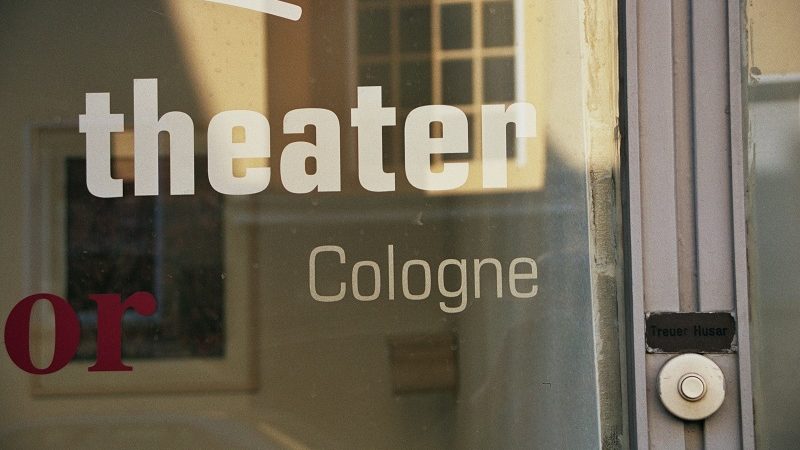 theater
Cologne
or
Treuer Husar